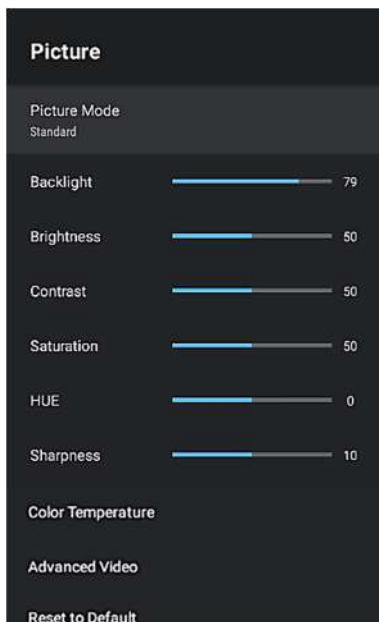 Picture
Picture Mode
Standard
Backlight 79
Brightness 50
Contrast 50
Saturation 50
HUE 0
Sharpness 10
Color Temperature
Advanced Video
Reset to Default